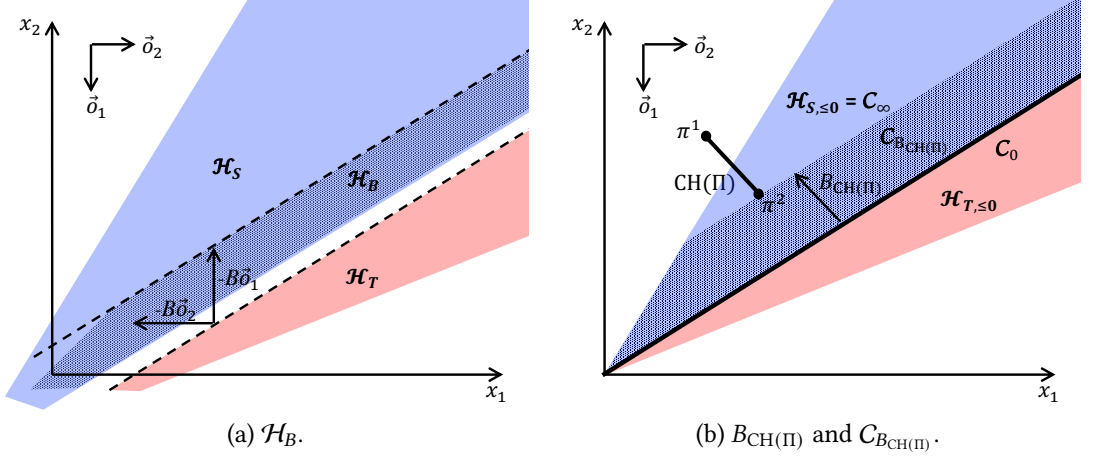 x₂
o⃗₂
o⃗₁
𝓗_S
𝓗_B
-Bo⃗₁
𝓗_T
-Bo⃗₂
x₁
(a) 𝓗_B.
x₂
o⃗₂
o⃗₁
𝓗_{S,≤0} = C_∞
π¹
C_{B_{CH(Π)}}
C₀
CH(Π)
B_{CH(Π)}
π²
𝓗_{T,≤0}
x₁
(b) B_{CH(Π)} and C_{B_{CH(Π)}}.